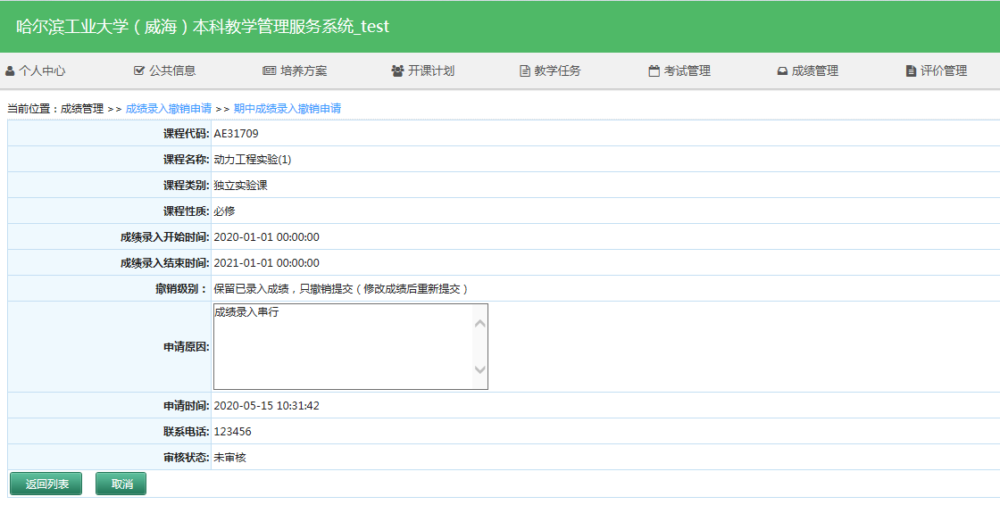 哈尔滨工业大学（威海）本科教学管理服务系统_test
个人中心 公共信息 培养方案 开课计划 教学任务 考试管理 成绩管理 评价管理
当前位置：成绩管理 >> 成绩录入撤销申请 >> 期中成绩录入撤销申请
课程代码: AE31709
课程名称: 动力工程实验(1)
课程类别: 独立实验课
课程性质: 必修
成绩录入开始时间: 2020-01-01 00:00:00
成绩录入结束时间: 2021-01-01 00:00:00
撤销级别： 保留已录入成绩，只撤销提交（修改成绩后重新提交）
申请原因: 成绩录入串行
申请时间: 2020-05-15 10:31:42
联系电话: 123456
审核状态: 未审核
返回列表 取消